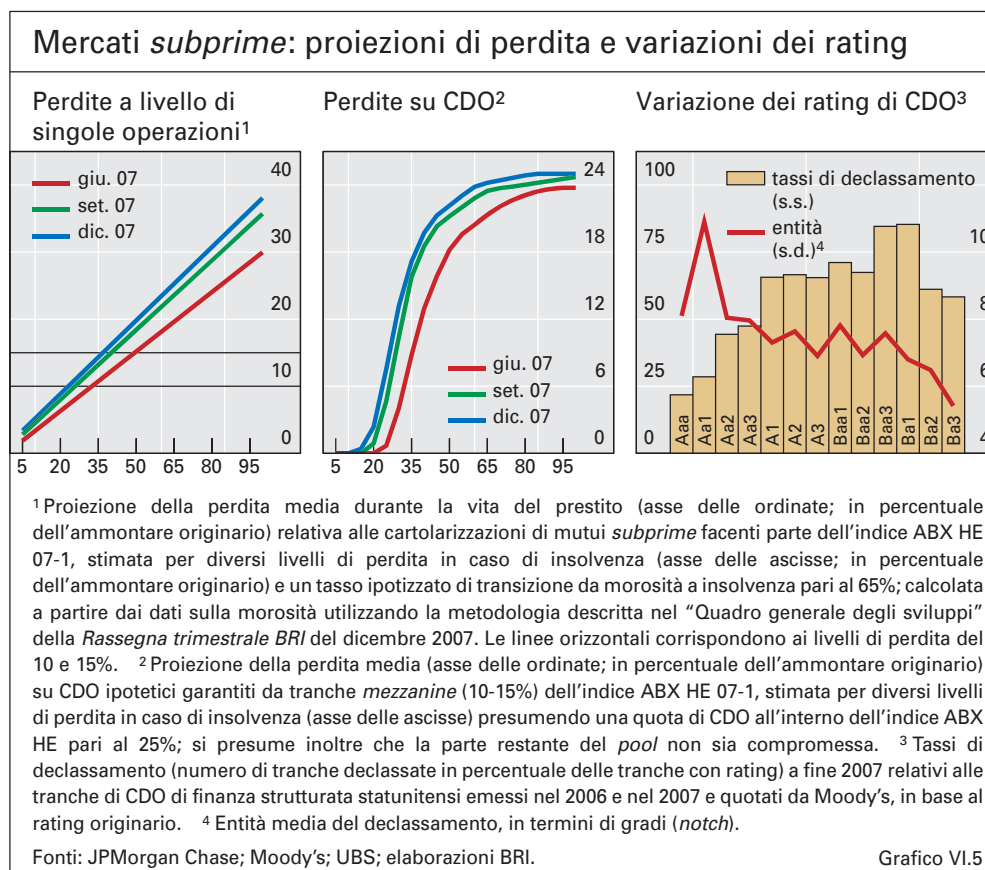 Mercati subprime: proiezioni di perdita e variazioni dei rating
Perdite a livello di
singole operazioni1
40
giu. 07
set. 07
dic. 07
30
20
10
0
5 20 35 50 65 80 95
Perdite su CDO2
24
18
12
giu. 07
6
set. 07
dic. 07
0
5 20 35 50 65 80 95
Variazione dei rating di CDO3
100
tassi di declassamento
(s.s.)
entità
(s.d.)4
75 10
50 8
25 6
0 4
Aaa Aa1 Aa2 Aa3 A1 A2 A3 Baa1 Baa2 Baa3 Ba1 Ba2 Ba3
1 Proiezione della perdita media durante la vita del prestito (asse delle ordinate; in percentuale
dell'ammontare originario) relativa alle cartolarizzazioni di mutui subprime facenti parte dell'indice ABX HE
07-1, stimata per diversi livelli di perdita in caso di insolvenza (asse delle ascisse; in percentuale
dell'ammontare originario) e un tasso ipotizzato di transizione da morosità a insolvenza pari al 65%; calcolata
a partire dai dati sulla morosità utilizzando la metodologia descritta nel “Quadro generale degli sviluppi”
della Rassegna trimestrale BRI del dicembre 2007. Le linee orizzontali corrispondono ai livelli di perdita del
10 e 15%. 2 Proiezione della perdita media (asse delle ordinate; in percentuale dell'ammontare originario)
su CDO ipotetici garantiti da tranche mezzanine (10-15%) dell'indice ABX HE 07-1, stimata per diversi livelli
di perdita in caso di insolvenza (asse delle ascisse) presumendo una quota di CDO all'interno dell'indice ABX
HE pari al 25%; si presume inoltre che la parte restante del pool non sia compromessa. 3 Tassi di
declassamento (numero di tranche declassate in percentuale delle tranche con rating) a fine 2007 relativi alle
tranche di CDO di finanza strutturata statunitensi emessi nel 2006 e nel 2007 e quotati da Moody's, in base al
rating originario. 4 Entità media del declassamento, in termini di gradi (notch).
Fonti: JPMorgan Chase; Moody's; UBS; elaborazioni BRI. Grafico VI.5